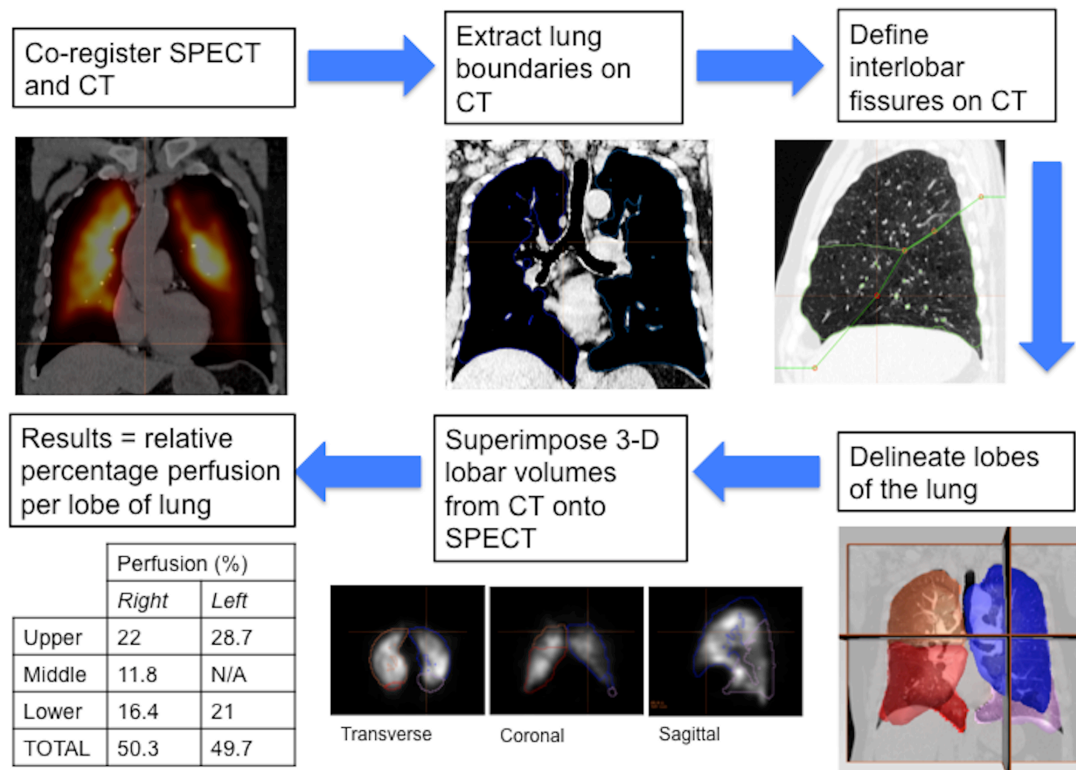 Co-register SPECT
and CT
Extract lung
boundaries on
CT
Define
interlobar
fissures on CT
Results = relative
percentage perfusion
per lobe of lung
Superimpose 3-D
lobar volumes
from CT onto
SPECT
Delineate lobes
of the lung
Perfusion (%)
Right Left
Upper 22 28.7
Middle 11.8 N/A
Lower 16.4 21
TOTAL 50.3 49.7
Transverse
Coronal
Sagittal